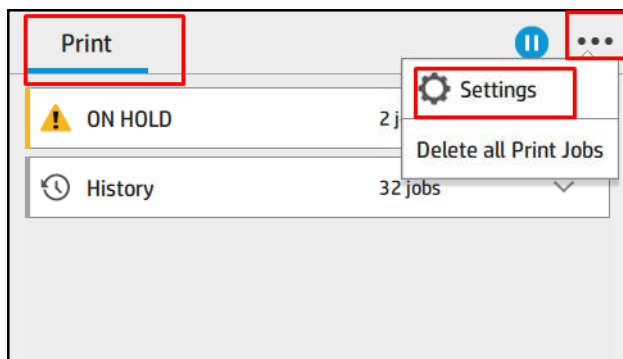 Print
Settings
ON HOLD
2 j
Delete all Print Jobs
History
32 jobs